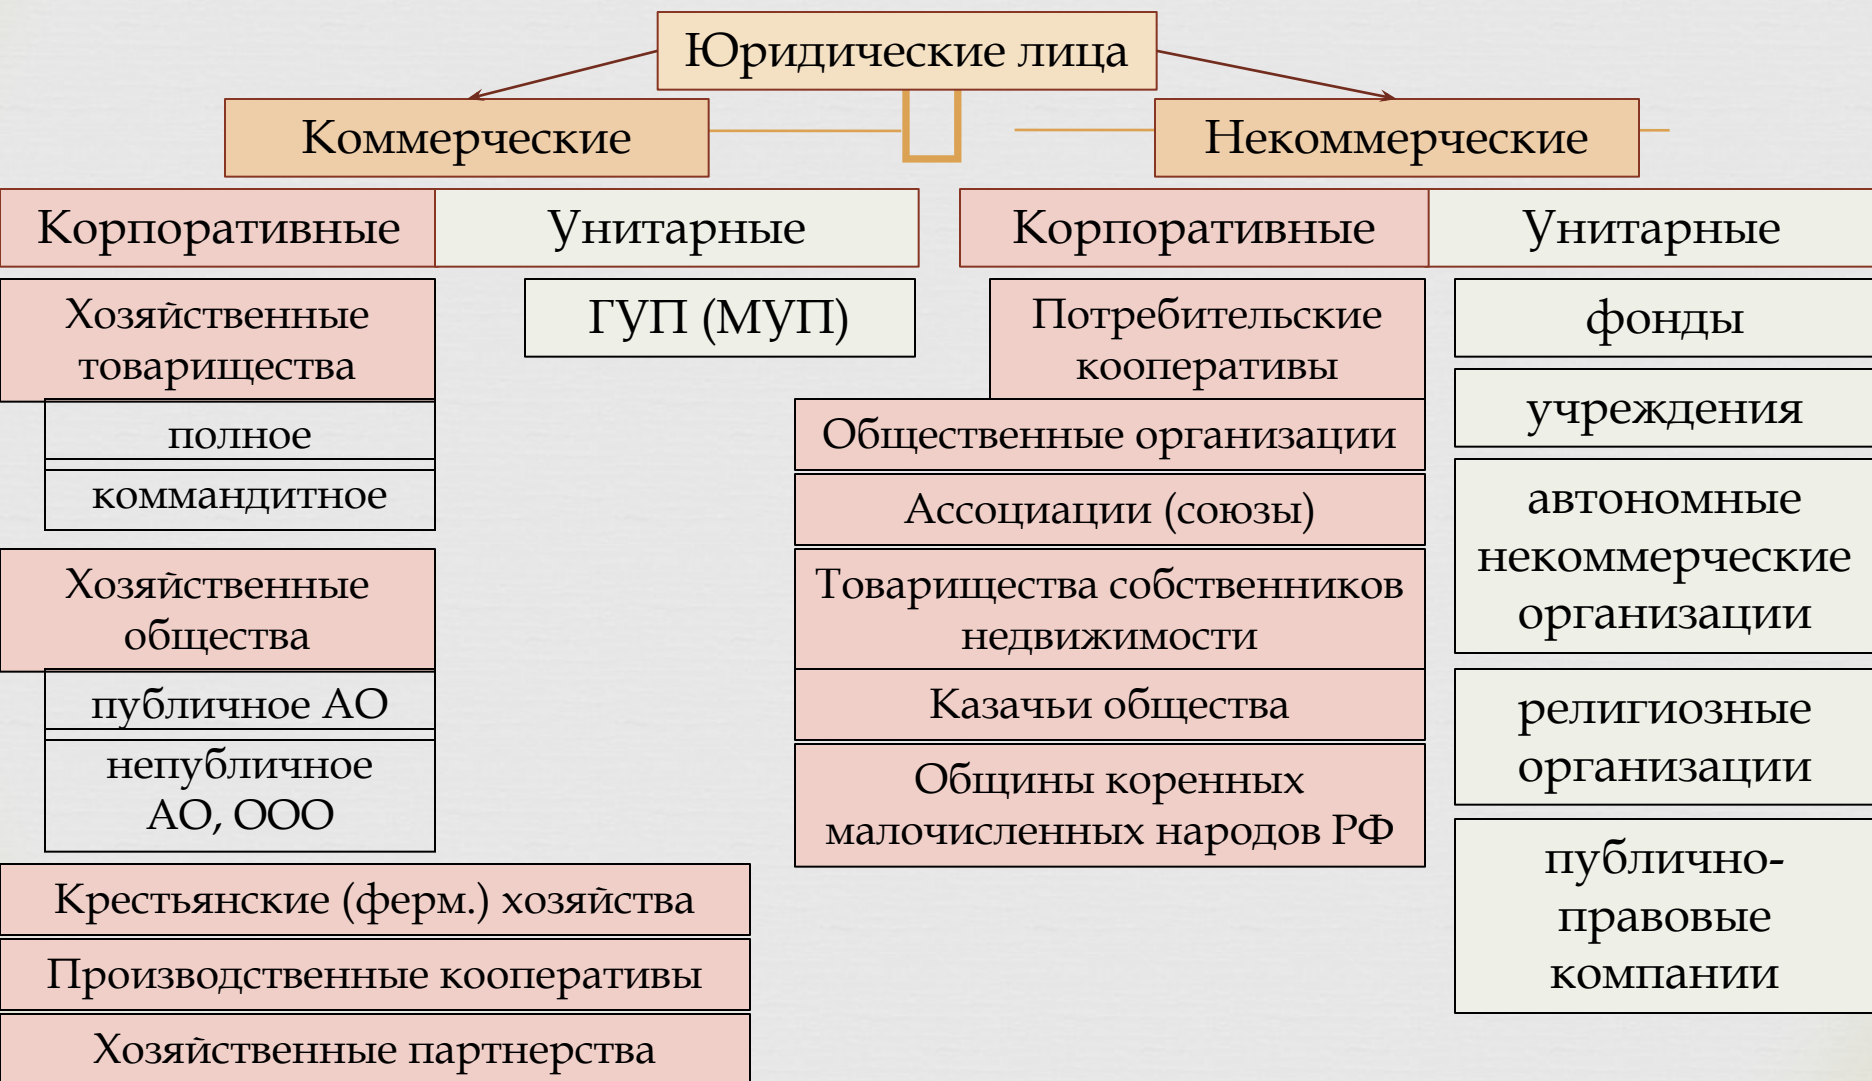 Юридические лица
Коммерческие
Некоммерческие
Корпоративные
Унитарные
Корпоративные
Унитарные
Хозяйственные
товарищества
полное
коммандитное
Хозяйственные
общества
публичное АО
непубличное
АО, ООО
Крестьянские (ферм.) хозяйства
Производственные кооперативы
Хозяйственные партнерства
ГУП (МУП)
Потребительские
кооперативы
Общественные организации
Ассоциации (союзы)
Товарищества собственников
недвижимости
Казачьи общества
Общины коренных
малочисленных народов РФ
фонды
учреждения
автономные
некоммерческие
организации
религиозные
организации
публично-
правовые
компании